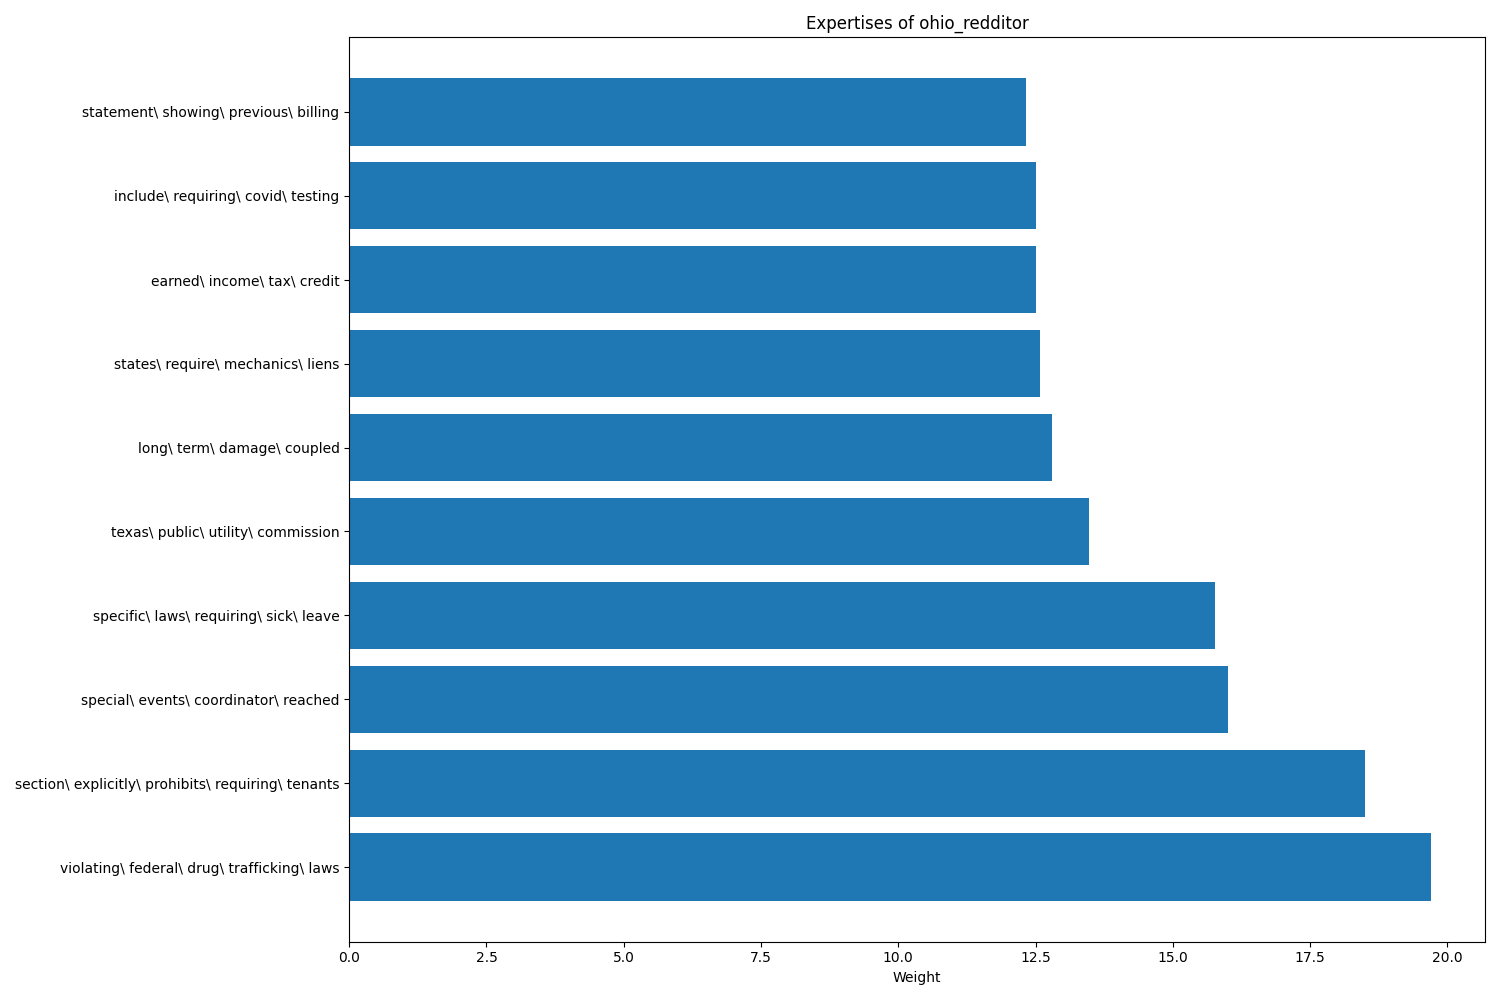 Expertises of ohio_redditor
statement\ showing\ previous\ billing
include\ requiring\ covid\ testing
earned\ income\ tax\ credit
states\ require\ mechanics\ liens
long\ term\ damage\ coupled
texas\ public\ utility\ commission
specific\ laws\ requiring\ sick\ leave
special\ events\ coordinator\ reached
section\ explicitly\ prohibits\ requiring\ tenants
violating\ federal\ drug\ trafficking\ laws
0.0 2.5 5.0 7.5 10.0 12.5 15.0 17.5 20.0
Weight